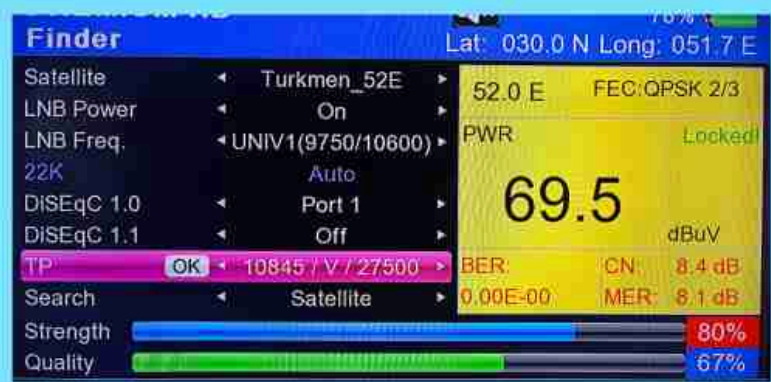 Finder
Lat: 030.0 N Long: 051.7 E
Satellite Turkmen_52E
LNB Power On
LNB Freq. UNIV1(9750/10600)
22K Auto
DiSEqC 1.0 Port 1
DiSEqC 1.1 Off
TP OK 10845 / V / 27500
Search Satellite
52.0 E FEC:QPSK 2/3
PWR Locked!
69.5
dBuV
BER: CN: 8.4 dB
0.00E-00 MER: 8.1 dB
Strength 80%
Quality 67%